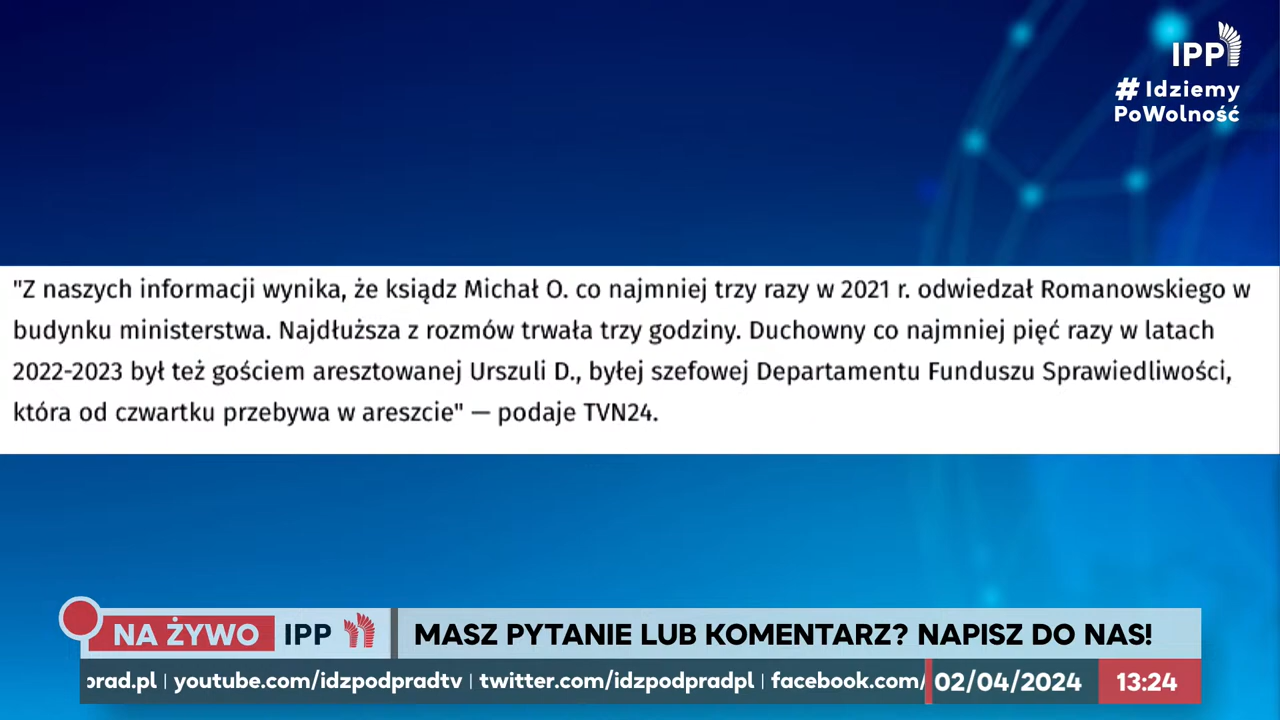 IPP
# Idziemy
PoWolność
"Z naszych informacji wynika, że ksiądz Michał O. co najmniej trzy razy w 2021 r. odwiedzał Romanowskiego w
budynku ministerstwa. Najdłuższa z rozmów trwała trzy godziny. Duchowny co najmniej pięć razy w latach
2022-2023 był też gościem aresztowanej Urszuli D., byłej szefowej Departamentu Funduszu Sprawiedliwości,
która od czwartku przebywa w areszcie" — podaje TVN24.
NA ŻYWO IPP MASZ PYTANIE LUB KOMENTARZ? NAPISZ DO NAS!
prad.pl | youtube.com/idzpodpradtv | twitter.com/idzpodpradpl | facebook.com/ 02/04/2024 13:24